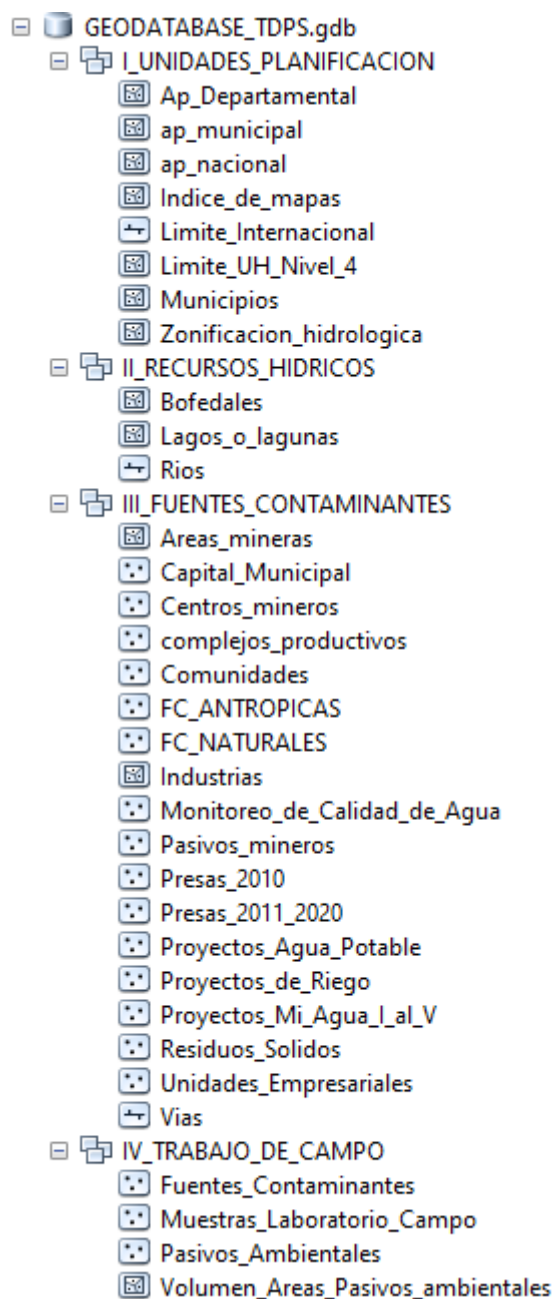 GEODATABASE_TDPS.gdb
I_UNIDADES_PLANIFICACION
Ap_Departamental
ap_municipal
ap_nacional
Indice_de_mapas
Limite_Internacional
Limite_UH_Nivel_4
Municipios
Zonificacion_hidrologica
II_RECURSOS_HIDRICOS
Bofedales
Lagos_o_lagunas
Rios
III_FUENTES_CONTAMINANTES
Areas_mineras
Capital_Municipal
Centros_mineros
complejos_productivos
Comunidades
FC_ANTROPICAS
FC_NATURALES
Industrias
Monitoreo_de_Calidad_de_Agua
Pasivos_mineros
Presas_2010
Presas_2011_2020
Proyectos_Agua_Potable
Proyectos_de_Riego
Proyectos_Mi_Agua_I_al_V
Residuos_Solidos
Unidades_Empresariales
Vias
IV_TRABAJO_DE_CAMPO
Fuentes_Contaminantes
Muestras_Laboratorio_Campo
Pasivos_Ambientales
Volumen_Areas_Pasivos_ambientales